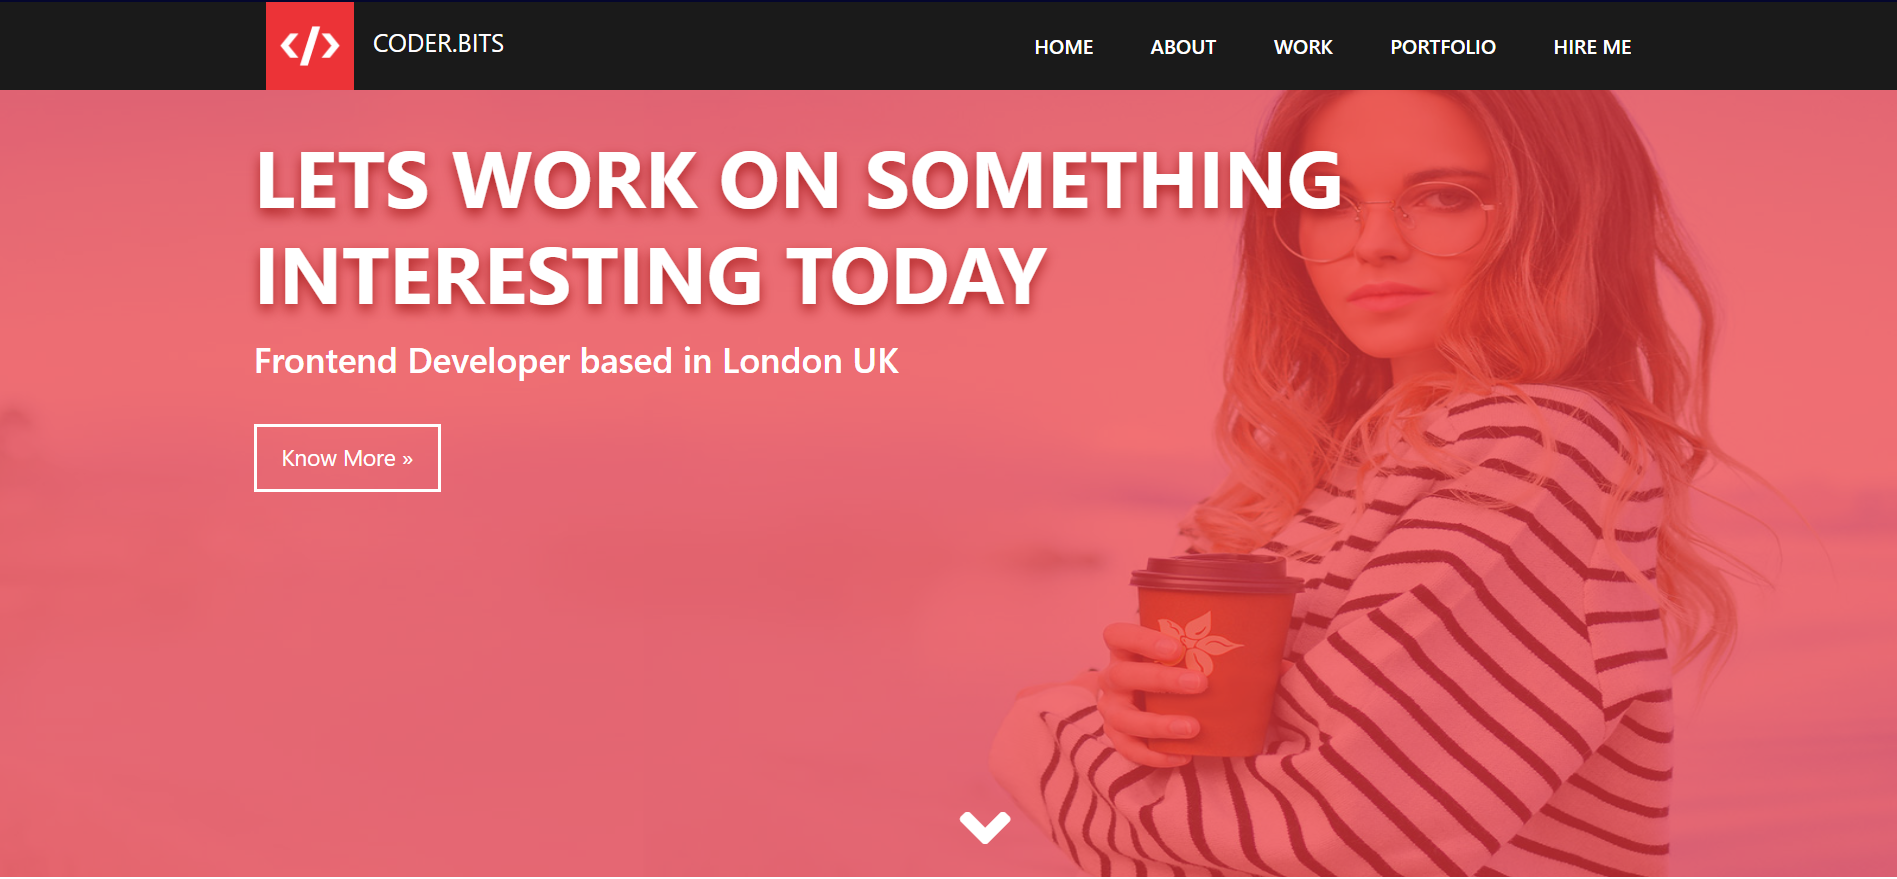 </>
CODER.BITS
HOME ABOUT WORK PORTFOLIO HIRE ME
LETS WORK ON SOMETHING
INTERESTING TODAY
Frontend Developer based in London UK
Know More »